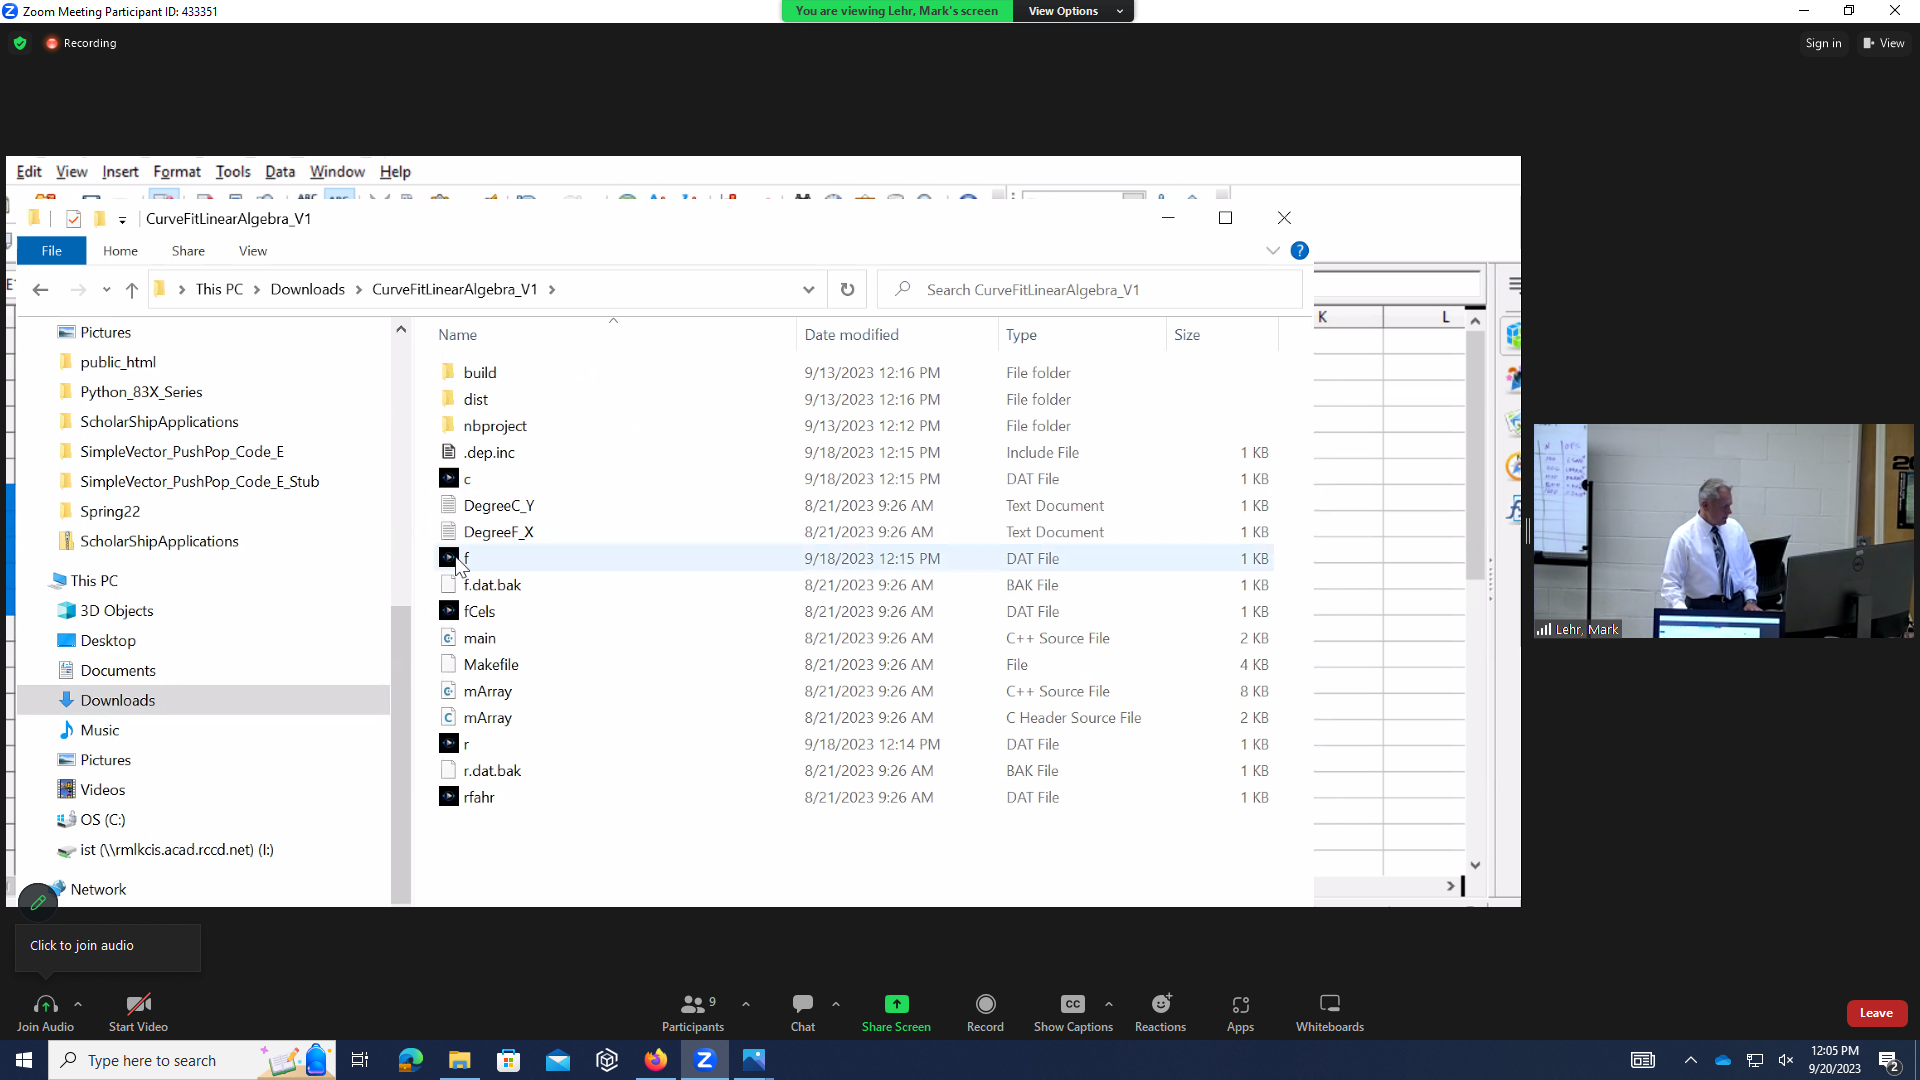 Zoom Meeting Participant ID: 433351
You are viewing Lehr, Mark's screen
View Options
Recording
Sign in
View
Edit View Insert Format Tools Data Window Help
CurveFitLinearAlgebra_V1
File Home Share View
This PC > Downloads > CurveFitLinearAlgebra_V1 >
Search CurveFitLinearAlgebra_V1
K L
Pictures
public_html
Python_83X_Series
ScholarShipApplications
SimpleVector_PushPop_Code_E
SimpleVector_PushPop_Code_E_Stub
Spring22
ScholarShipApplications
This PC
3D Objects
Desktop
Documents
Downloads
Music
Pictures
Videos
OS (C:)
ist (\\rmlkcis.acad.rccd.net) (I:)
Network
Name Date modified Type Size
build 9/13/2023 12:16 PM File folder
dist 9/13/2023 12:16 PM File folder
nbproject 9/13/2023 12:12 PM File folder
.dep.inc 9/18/2023 12:15 PM Include File 1 KB
c 9/18/2023 12:15 PM DAT File 1 KB
DegreeC_Y 8/21/2023 9:26 AM Text Document 1 KB
DegreeF_X 8/21/2023 9:26 AM Text Document 1 KB
f 9/18/2023 12:15 PM DAT File 1 KB
f.dat.bak 8/21/2023 9:26 AM BAK File 1 KB
fCels 8/21/2023 9:26 AM DAT File 1 KB
main 8/21/2023 9:26 AM C++ Source File 2 KB
Makefile 8/21/2023 9:26 AM File 4 KB
mArray 8/21/2023 9:26 AM C++ Source File 8 KB
mArray 8/21/2023 9:26 AM C Header Source File 2 KB
r 9/18/2023 12:14 PM DAT File 1 KB
r.dat.bak 8/21/2023 9:26 AM BAK File 1 KB
rfahr 8/21/2023 9:26 AM DAT File 1 KB
Lehr, Mark
Click to join audio
Join Audio
Start Video
Participants 9
Chat
Share Screen
Record
CC
Show Captions
Reactions
Apps
Whiteboards
Leave
Type here to search
12:05 PM
9/20/2023
2